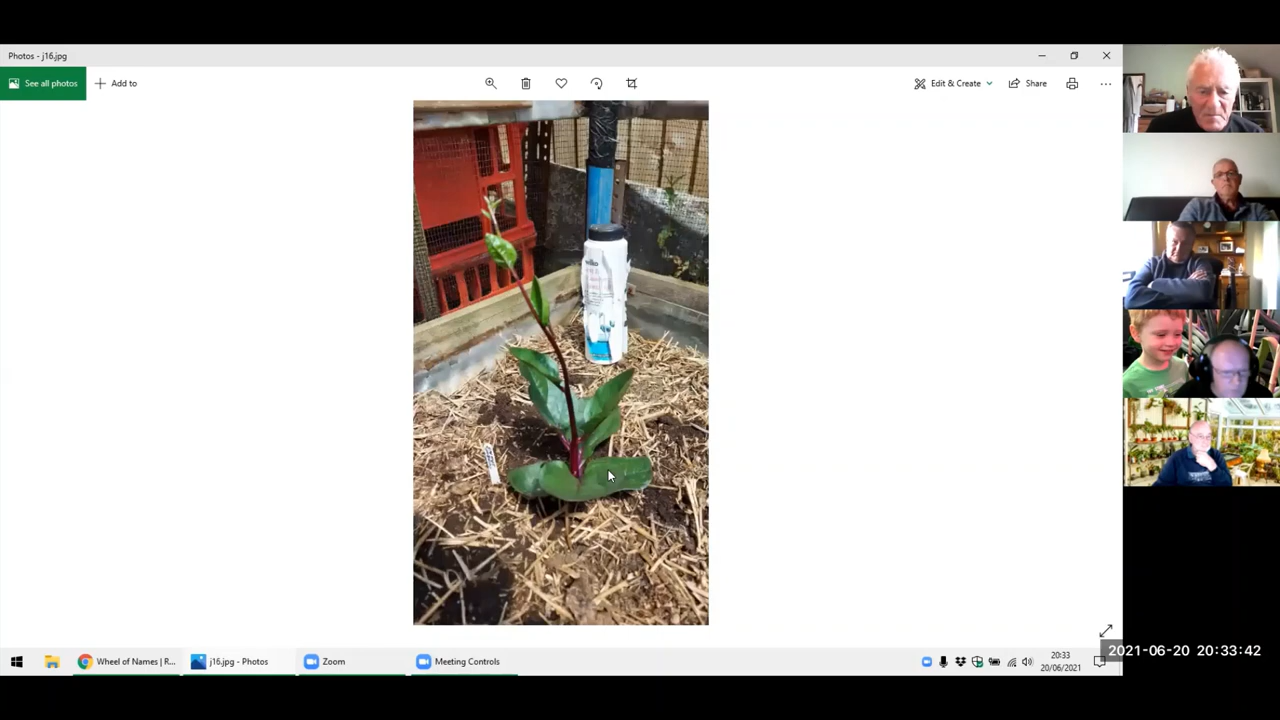 Photos - j16.jpg
See all photos
Add to
Edit & Create
Share
wilko
Wheel of Names | R...
j16.jpg - Photos
Zoom
Meeting Controls
20:33
20/06/2021
2021-06-20 20:33:42